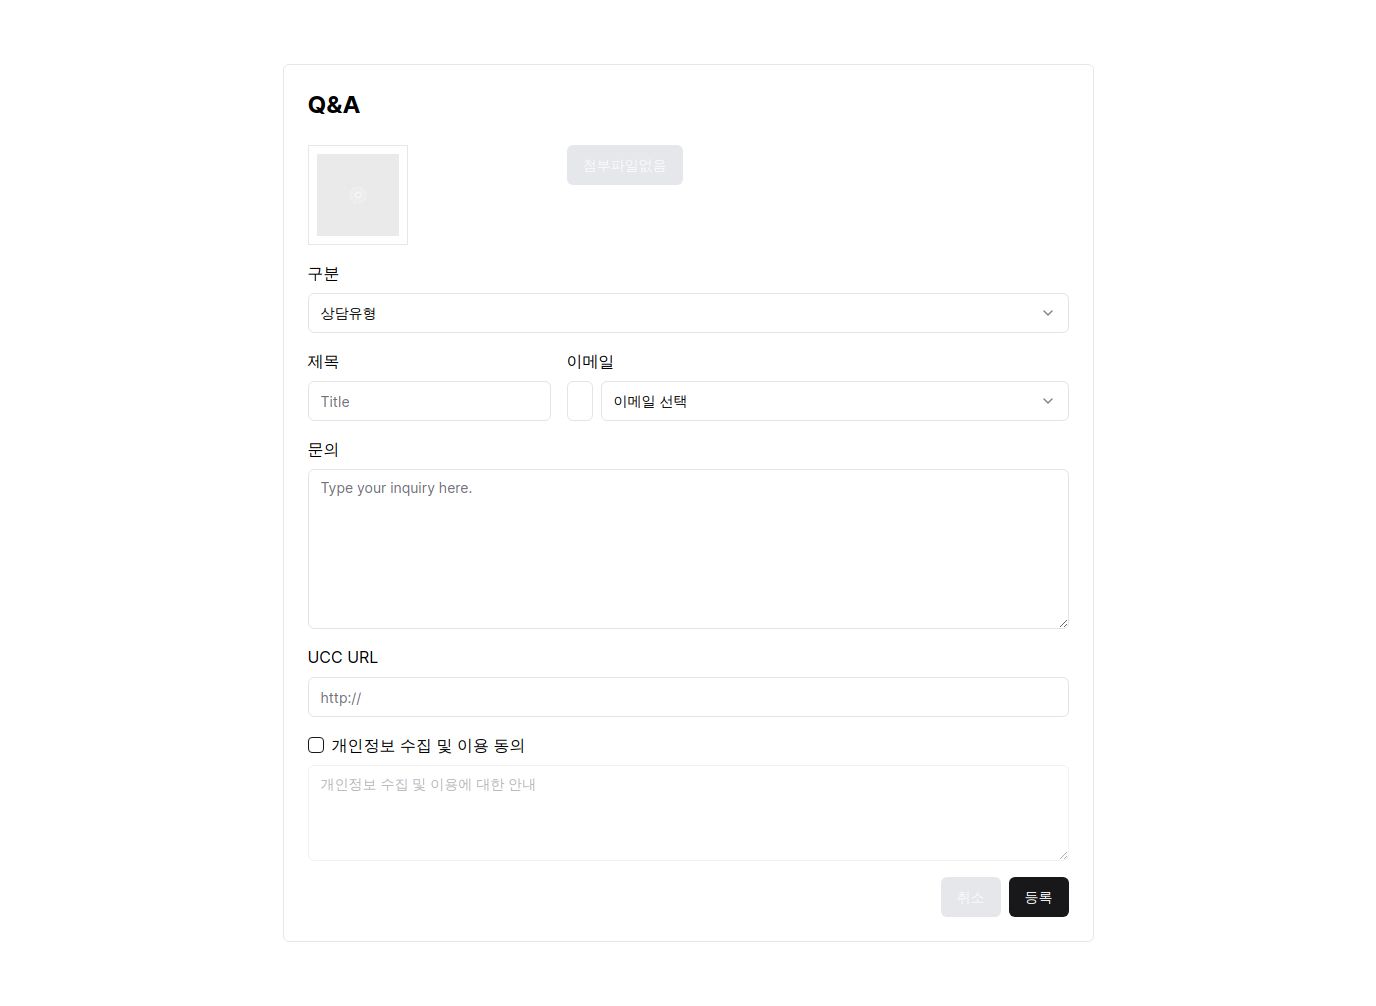 Q&A
첨부파일없음
구분
상담유형
제목
이메일
Title
이메일 선택
문의
Type your inquiry here.
UCC URL
http://
개인정보 수집 및 이용 동의
개인정보 수집 및 이용에 대한 안내
취소
등록